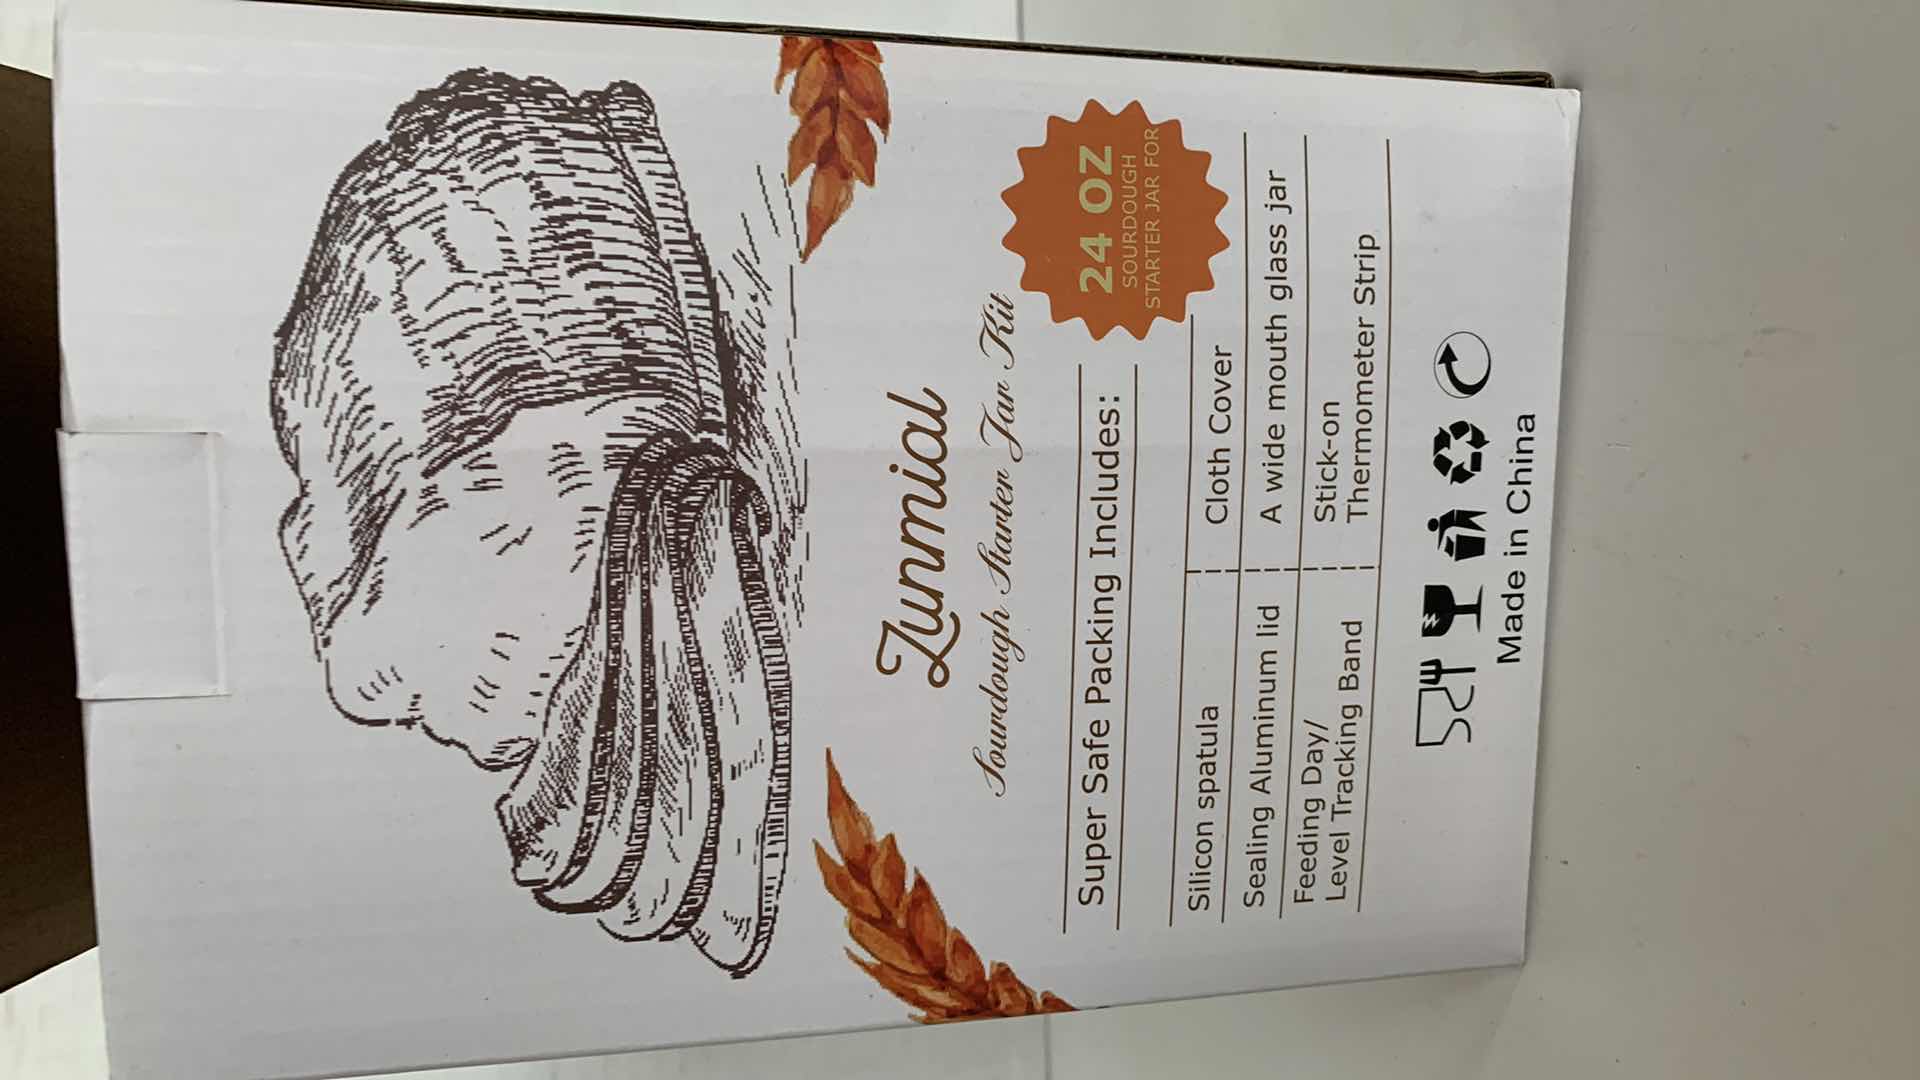 Zunmial
Sourdough Starter Jar Kit
24 OZ
SOURDOUGH
STARTER JAR FOR
Super Safe Packing Includes:
Silicon spatula
Cloth Cover
Sealing Aluminum lid
A wide mouth glass jar
Feeding Day/
Level Tracking Band
Stick-on
Thermometer Strip
Made in China